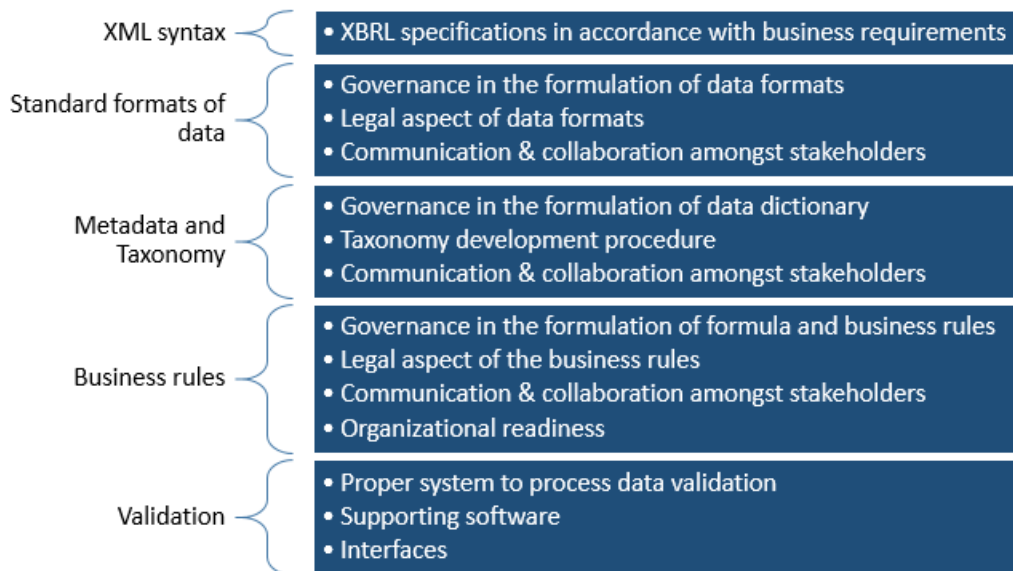 XML syntax
• XBRL specifications in accordance with business requirements
Standard formats of
data
• Governance in the formulation of data formats
• Legal aspect of data formats
• Communication & collaboration amongst stakeholders
Metadata and
Taxonomy
• Governance in the formulation of data dictionary
• Taxonomy development procedure
• Communication & collaboration amongst stakeholders
Business rules
• Governance in the formulation of formula and business rules
• Legal aspect of the business rules
• Communication & collaboration amongst stakeholders
• Organizational readiness
Validation
• Proper system to process data validation
• Supporting software
• Interfaces